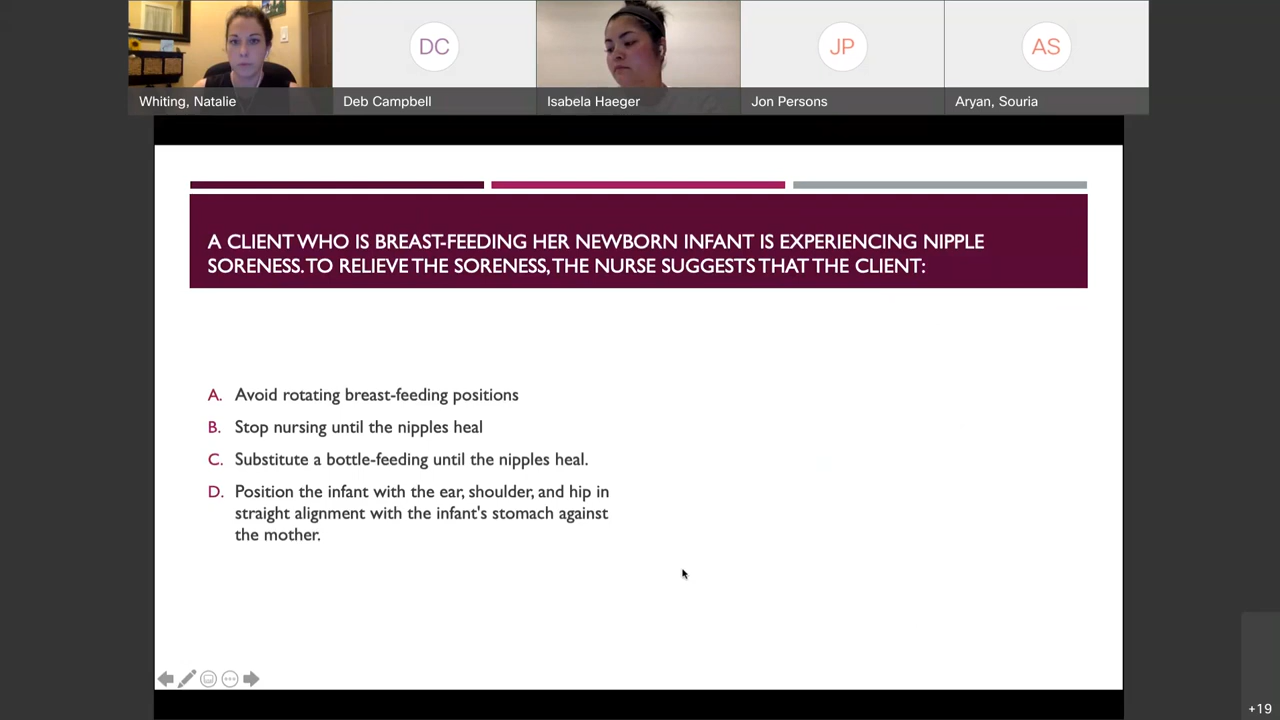 DC
JP
AS
Whiting, Natalie
Deb Campbell
Isabela Haeger
Jon Persons
Aryan, Souria
A CLIENT WHO IS BREAST-FEEDING HER NEWBORN INFANT IS EXPERIENCING NIPPLE
SORENESS. TO RELIEVE THE SORENESS, THE NURSE SUGGESTS THAT THE CLIENT:
A. Avoid rotating breast-feeding positions
B. Stop nursing until the nipples heal
C. Substitute a bottle-feeding until the nipples heal.
D. Position the infant with the ear, shoulder, and hip in
straight alignment with the infant's stomach against
the mother.
+19